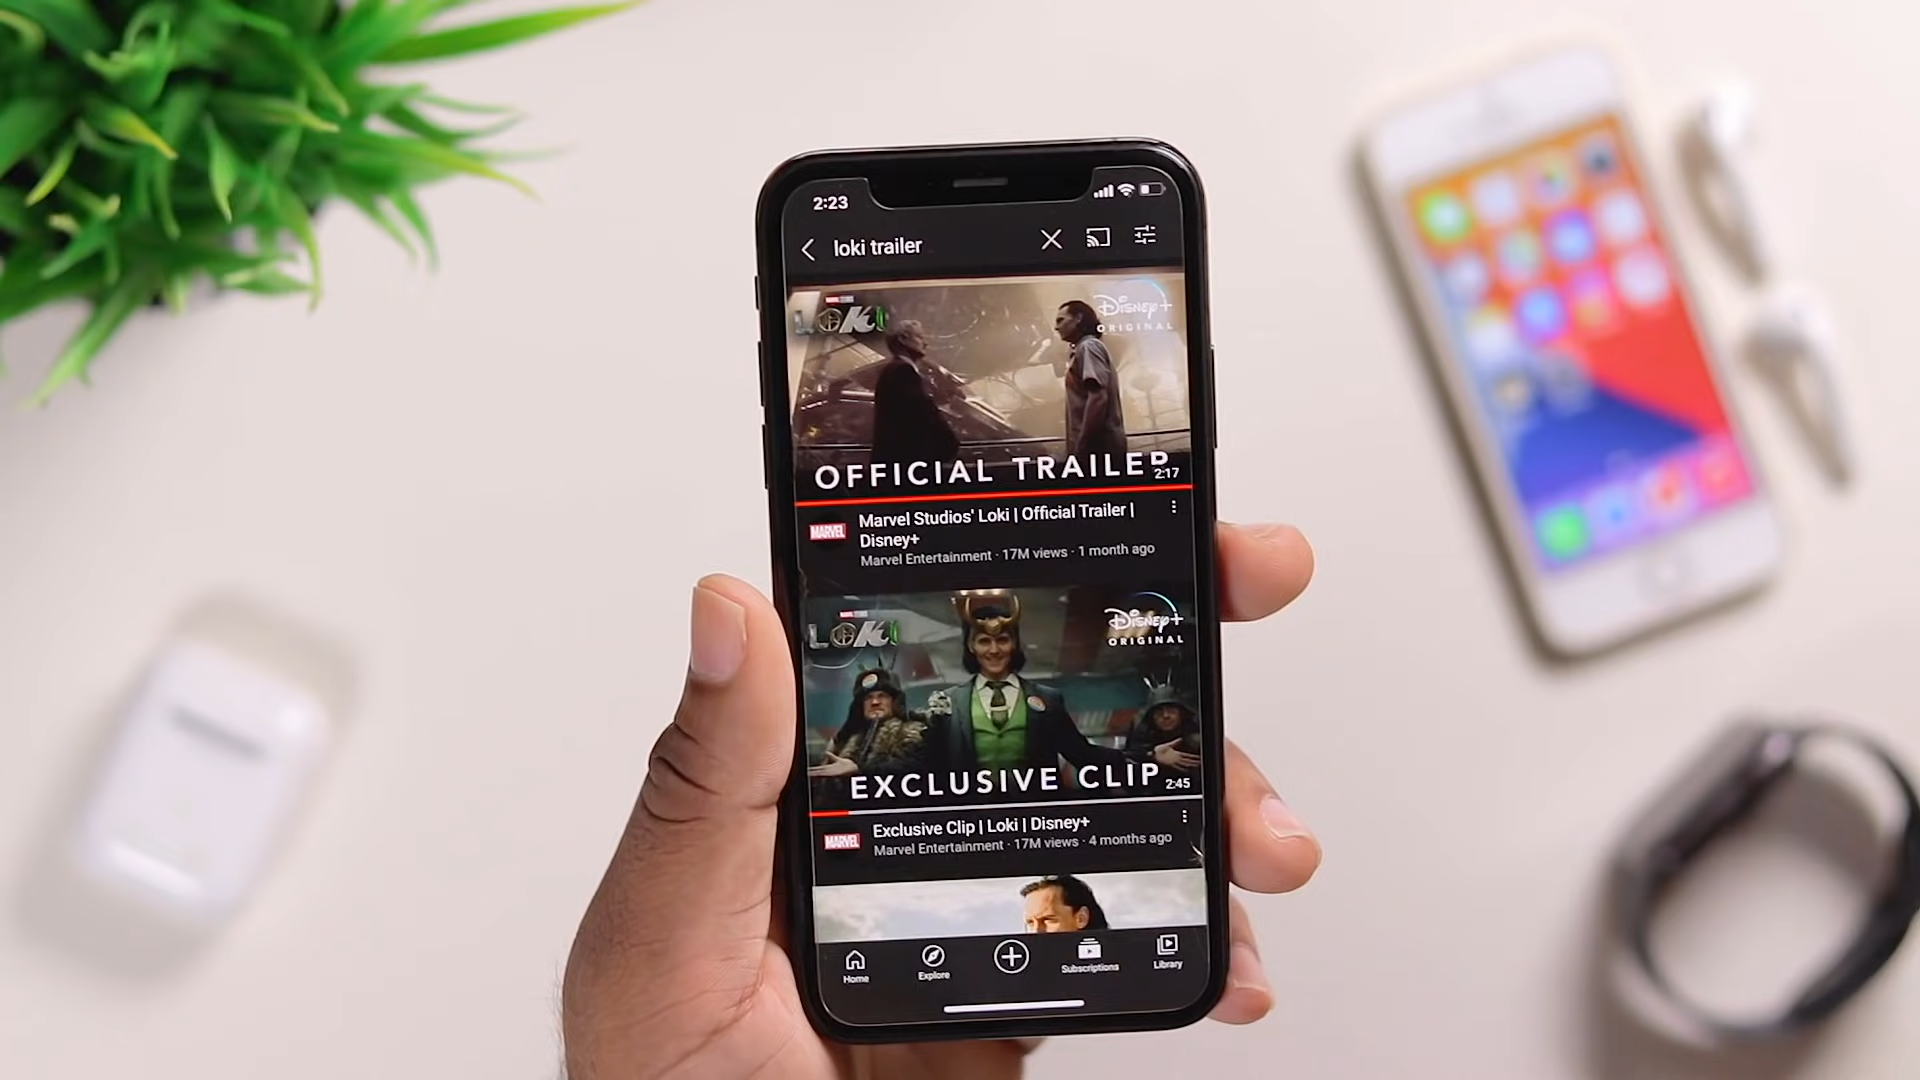 2:23
loki trailer
LOKI
Disney+
ORIGINAL
OFFICIAL TRAILER
2:17
MARVEL
Marvel Studios' Loki | Official Trailer |
Disney+
Marvel Entertainment · 17M views · 1 month ago
LOKI
Disney+
ORIGINAL
EXCLUSIVE CLIP
2:45
MARVEL
Exclusive Clip | Loki | Disney+
Marvel Entertainment · 17M views · 4 months ago
Home
Explore
Subscriptions
Library